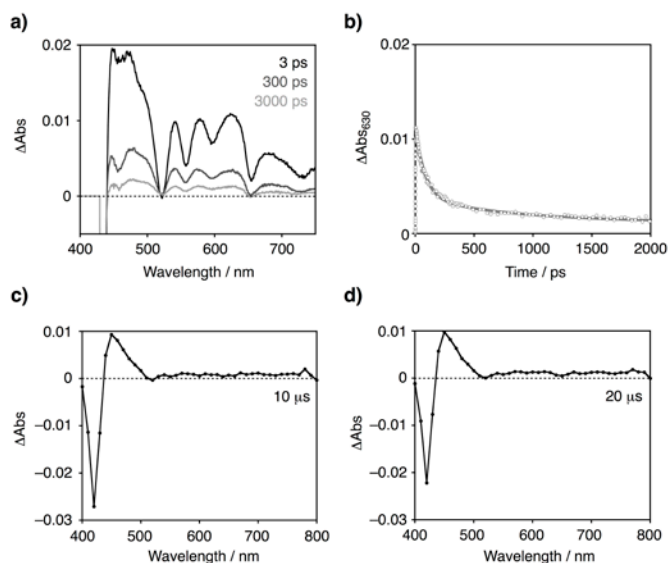 a)
ΔAbs
0.02
0.01
0
400 500 600 700
Wavelength / nm
3 ps
300 ps
3000 ps
b)
ΔAbs630
0.02
0.01
0
0 500 1000 1500 2000
Time / ps
c)
ΔAbs
0.01
0
−0.01
−0.02
−0.03
400 500 600 700 800
Wavelength / nm
10 μs
d)
ΔAbs
0.01
0
−0.01
−0.02
−0.03
400 500 600 700 800
Wavelength / nm
20 μs